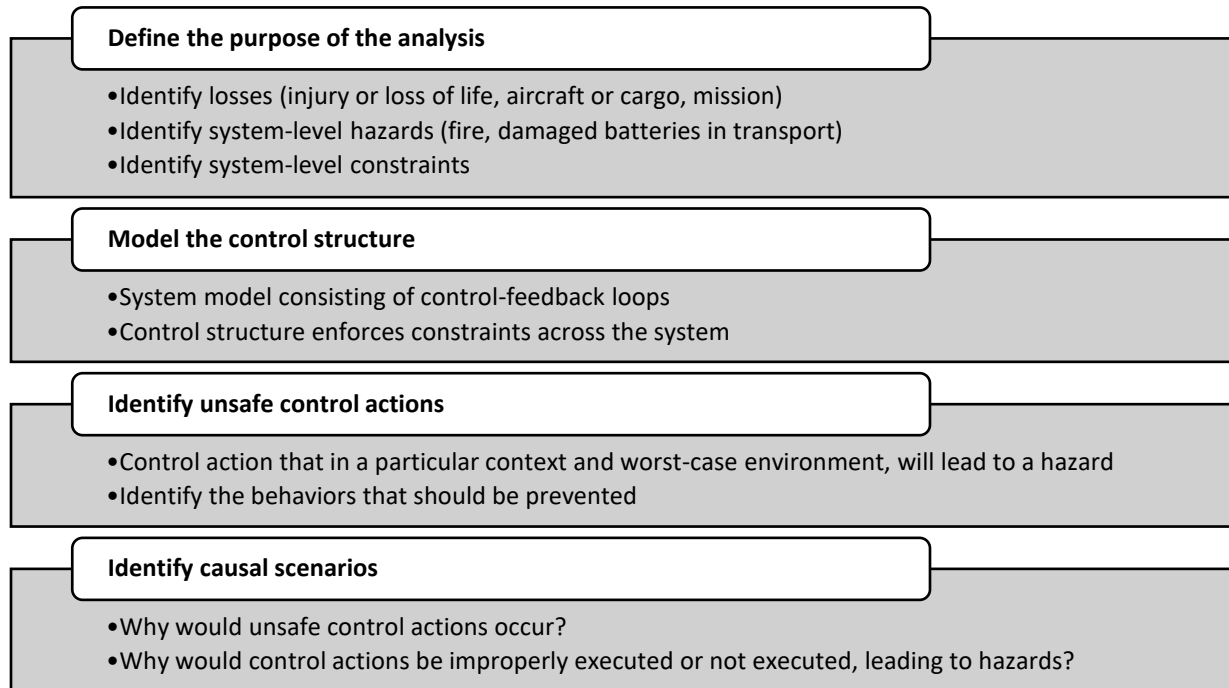 Define the purpose of the analysis
•Identify losses (injury or loss of life, aircraft or cargo, mission)
•Identify system-level hazards (fire, damaged batteries in transport)
•Identify system-level constraints
Model the control structure
•System model consisting of control-feedback loops
•Control structure enforces constraints across the system
Identify unsafe control actions
•Control action that in a particular context and worst-case environment, will lead to a hazard
•Identify the behaviors that should be prevented
Identify causal scenarios
•Why would unsafe control actions occur?
•Why would control actions be improperly executed or not executed, leading to hazards?